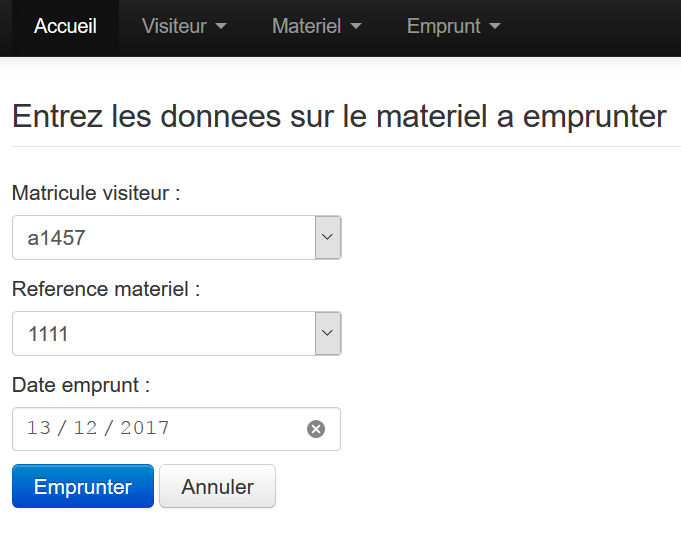 Accueil Visiteur Materiel Emprunt
Entrez les donnees sur le materiel a emprunter
Matricule visiteur :
a1457
Reference materiel :
1111
Date emprunt :
13 / 12 / 2017
Emprunter Annuler